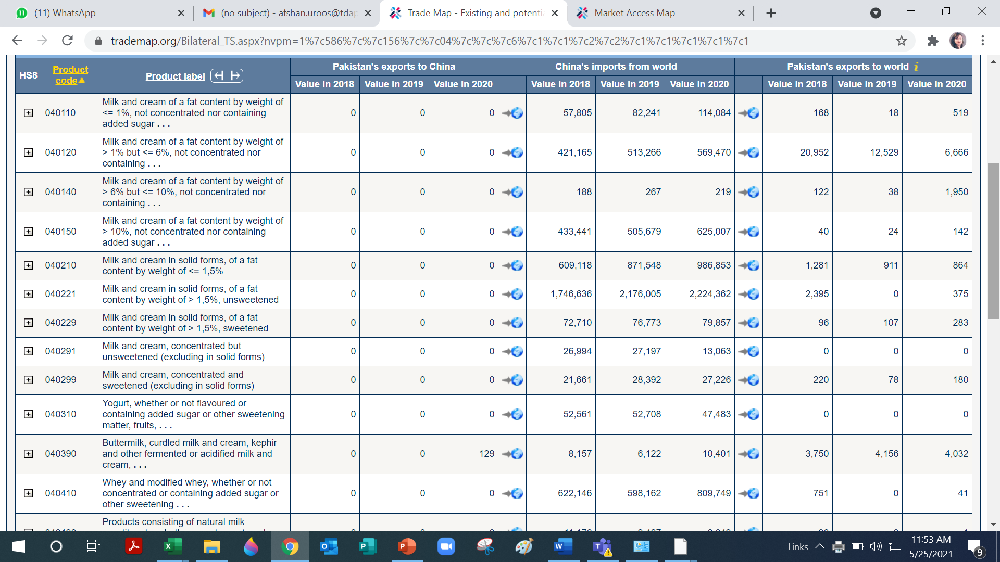 (11) WhatsApp
(no subject) - afshan.uroos@tdap
Trade Map - Existing and potenti
Market Access Map
trademap.org/Bilateral_TS.aspx?nvpm=1%7c586%7c%7c156%7c%7c04%7c%7c%7c6%7c1%7c1%7c2%7c2%7c1%7c1%7c1%7c1%7c1
HS8 Product code Product label Pakistan's exports to China China's imports from world Pakistan's exports to world i
Value in 2018 Value in 2019 Value in 2020 Value in 2018 Value in 2019 Value in 2020 Value in 2018 Value in 2019 Value in 2020
Milk and cream of a fat content by weight of
040110 <= 1%, not concentrated nor containing 0 0 0 57,805 82,241 114,084 168 18 519
added sugar . . .
Milk and cream of a fat content by weight of
040120 > 1% but <= 6%, not concentrated nor 0 0 0 421,165 513,266 569,470 20,952 12,529 6,666
containing . . .
Milk and cream of a fat content by weight of
040140 > 6% but <= 10%, not concentrated nor 0 0 0 188 267 219 122 38 1,950
containing . . .
Milk and cream of a fat content by weight of
040150 > 10%, not concentrated nor containing 0 0 0 433,441 505,679 625,007 40 24 142
added sugar . . .
040210 Milk and cream in solid forms, of a fat 0 0 0 609,118 871,548 986,853 1,281 911 864
content by weight of <= 1,5%
040221 Milk and cream in solid forms, of a fat 0 0 0 1,746,636 2,176,005 2,224,362 2,395 0 375
content by weight of > 1,5%, unsweetened
040229 Milk and cream in solid forms, of a fat 0 0 0 72,710 76,773 79,857 96 107 283
content by weight of > 1,5%, sweetened
040291 Milk and cream, concentrated but 0 0 0 26,994 27,197 13,063 0 0 0
unsweetened (excluding in solid forms)
040299 Milk and cream, concentrated and 0 0 0 21,661 28,392 27,226 220 78 180
sweetened (excluding in solid forms)
Yogurt, whether or not flavoured or
040310 containing added sugar or other sweetening 0 0 0 52,561 52,708 47,483 0 0 0
matter, fruits, . . .
Buttermilk, curdled milk and cream, kephir
040390 and other fermented or acidified milk and 0 0 129 8,157 6,122 10,401 3,750 4,156 4,032
cream, . . .
Whey and modified whey, whether or not
040410 concentrated or containing added sugar or 0 0 0 622,146 598,162 809,749 751 0 41
other sweetening . . .
Products consisting of natural milk
Links
11:53 AM
5/25/2021
9